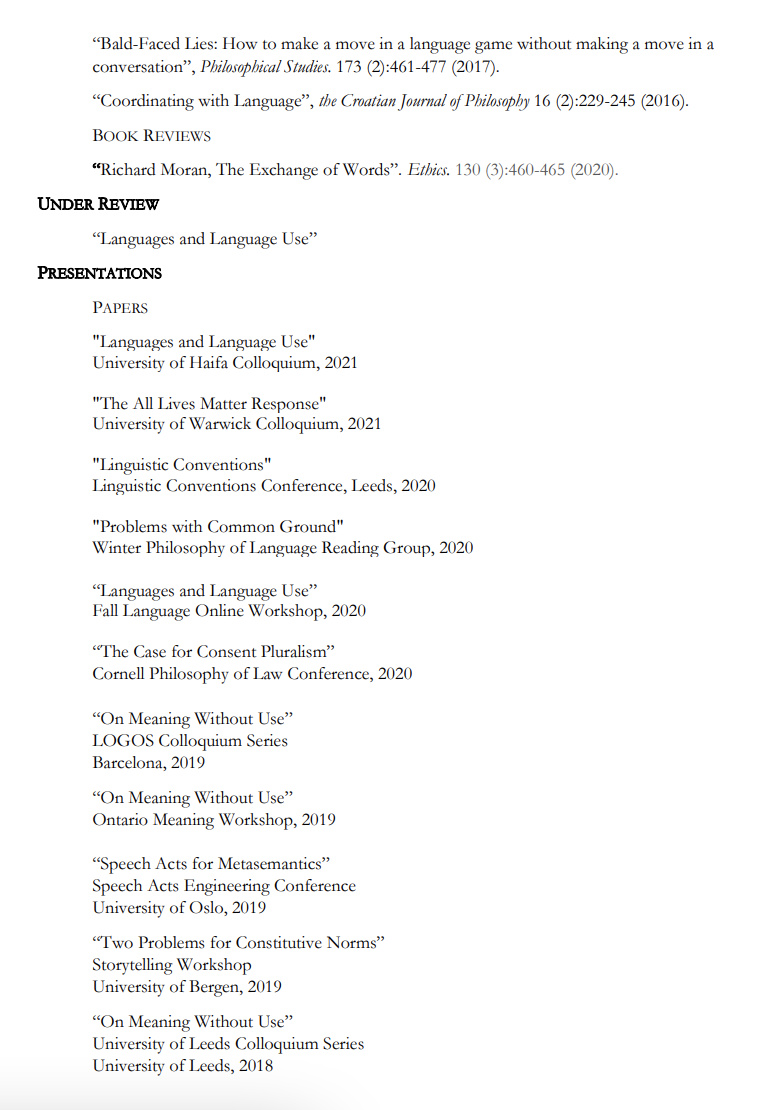 “Bald-Faced Lies: How to make a move in a language game without making a move in a
conversation”, Philosophical Studies. 173 (2):461-477 (2017).
“Coordinating with Language”, the Croatian Journal of Philosophy 16 (2):229-245 (2016).
BOOK REVIEWS
“Richard Moran, The Exchange of Words”. Ethics. 130 (3):460-465 (2020).
UNDER REVIEW
“Languages and Language Use”
PRESENTATIONS
PAPERS
"Languages and Language Use"
University of Haifa Colloquium, 2021
"The All Lives Matter Response"
University of Warwick Colloquium, 2021
"Linguistic Conventions"
Linguistic Conventions Conference, Leeds, 2020
"Problems with Common Ground"
Winter Philosophy of Language Reading Group, 2020
“Languages and Language Use”
Fall Language Online Workshop, 2020
“The Case for Consent Pluralism”
Cornell Philosophy of Law Conference, 2020
“On Meaning Without Use”
LOGOS Colloquium Series
Barcelona, 2019
“On Meaning Without Use”
Ontario Meaning Workshop, 2019
“Speech Acts for Metasemantics”
Speech Acts Engineering Conference
University of Oslo, 2019
“Two Problems for Constitutive Norms”
Storytelling Workshop
University of Bergen, 2019
“On Meaning Without Use”
University of Leeds Colloquium Series
University of Leeds, 2018